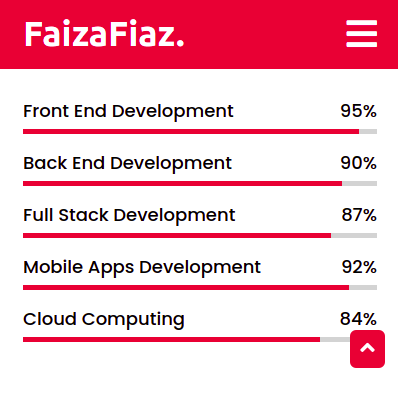 FaizaFiaz.
Front End Development 95%
Back End Development 90%
Full Stack Development 87%
Mobile Apps Development 92%
Cloud Computing 84%